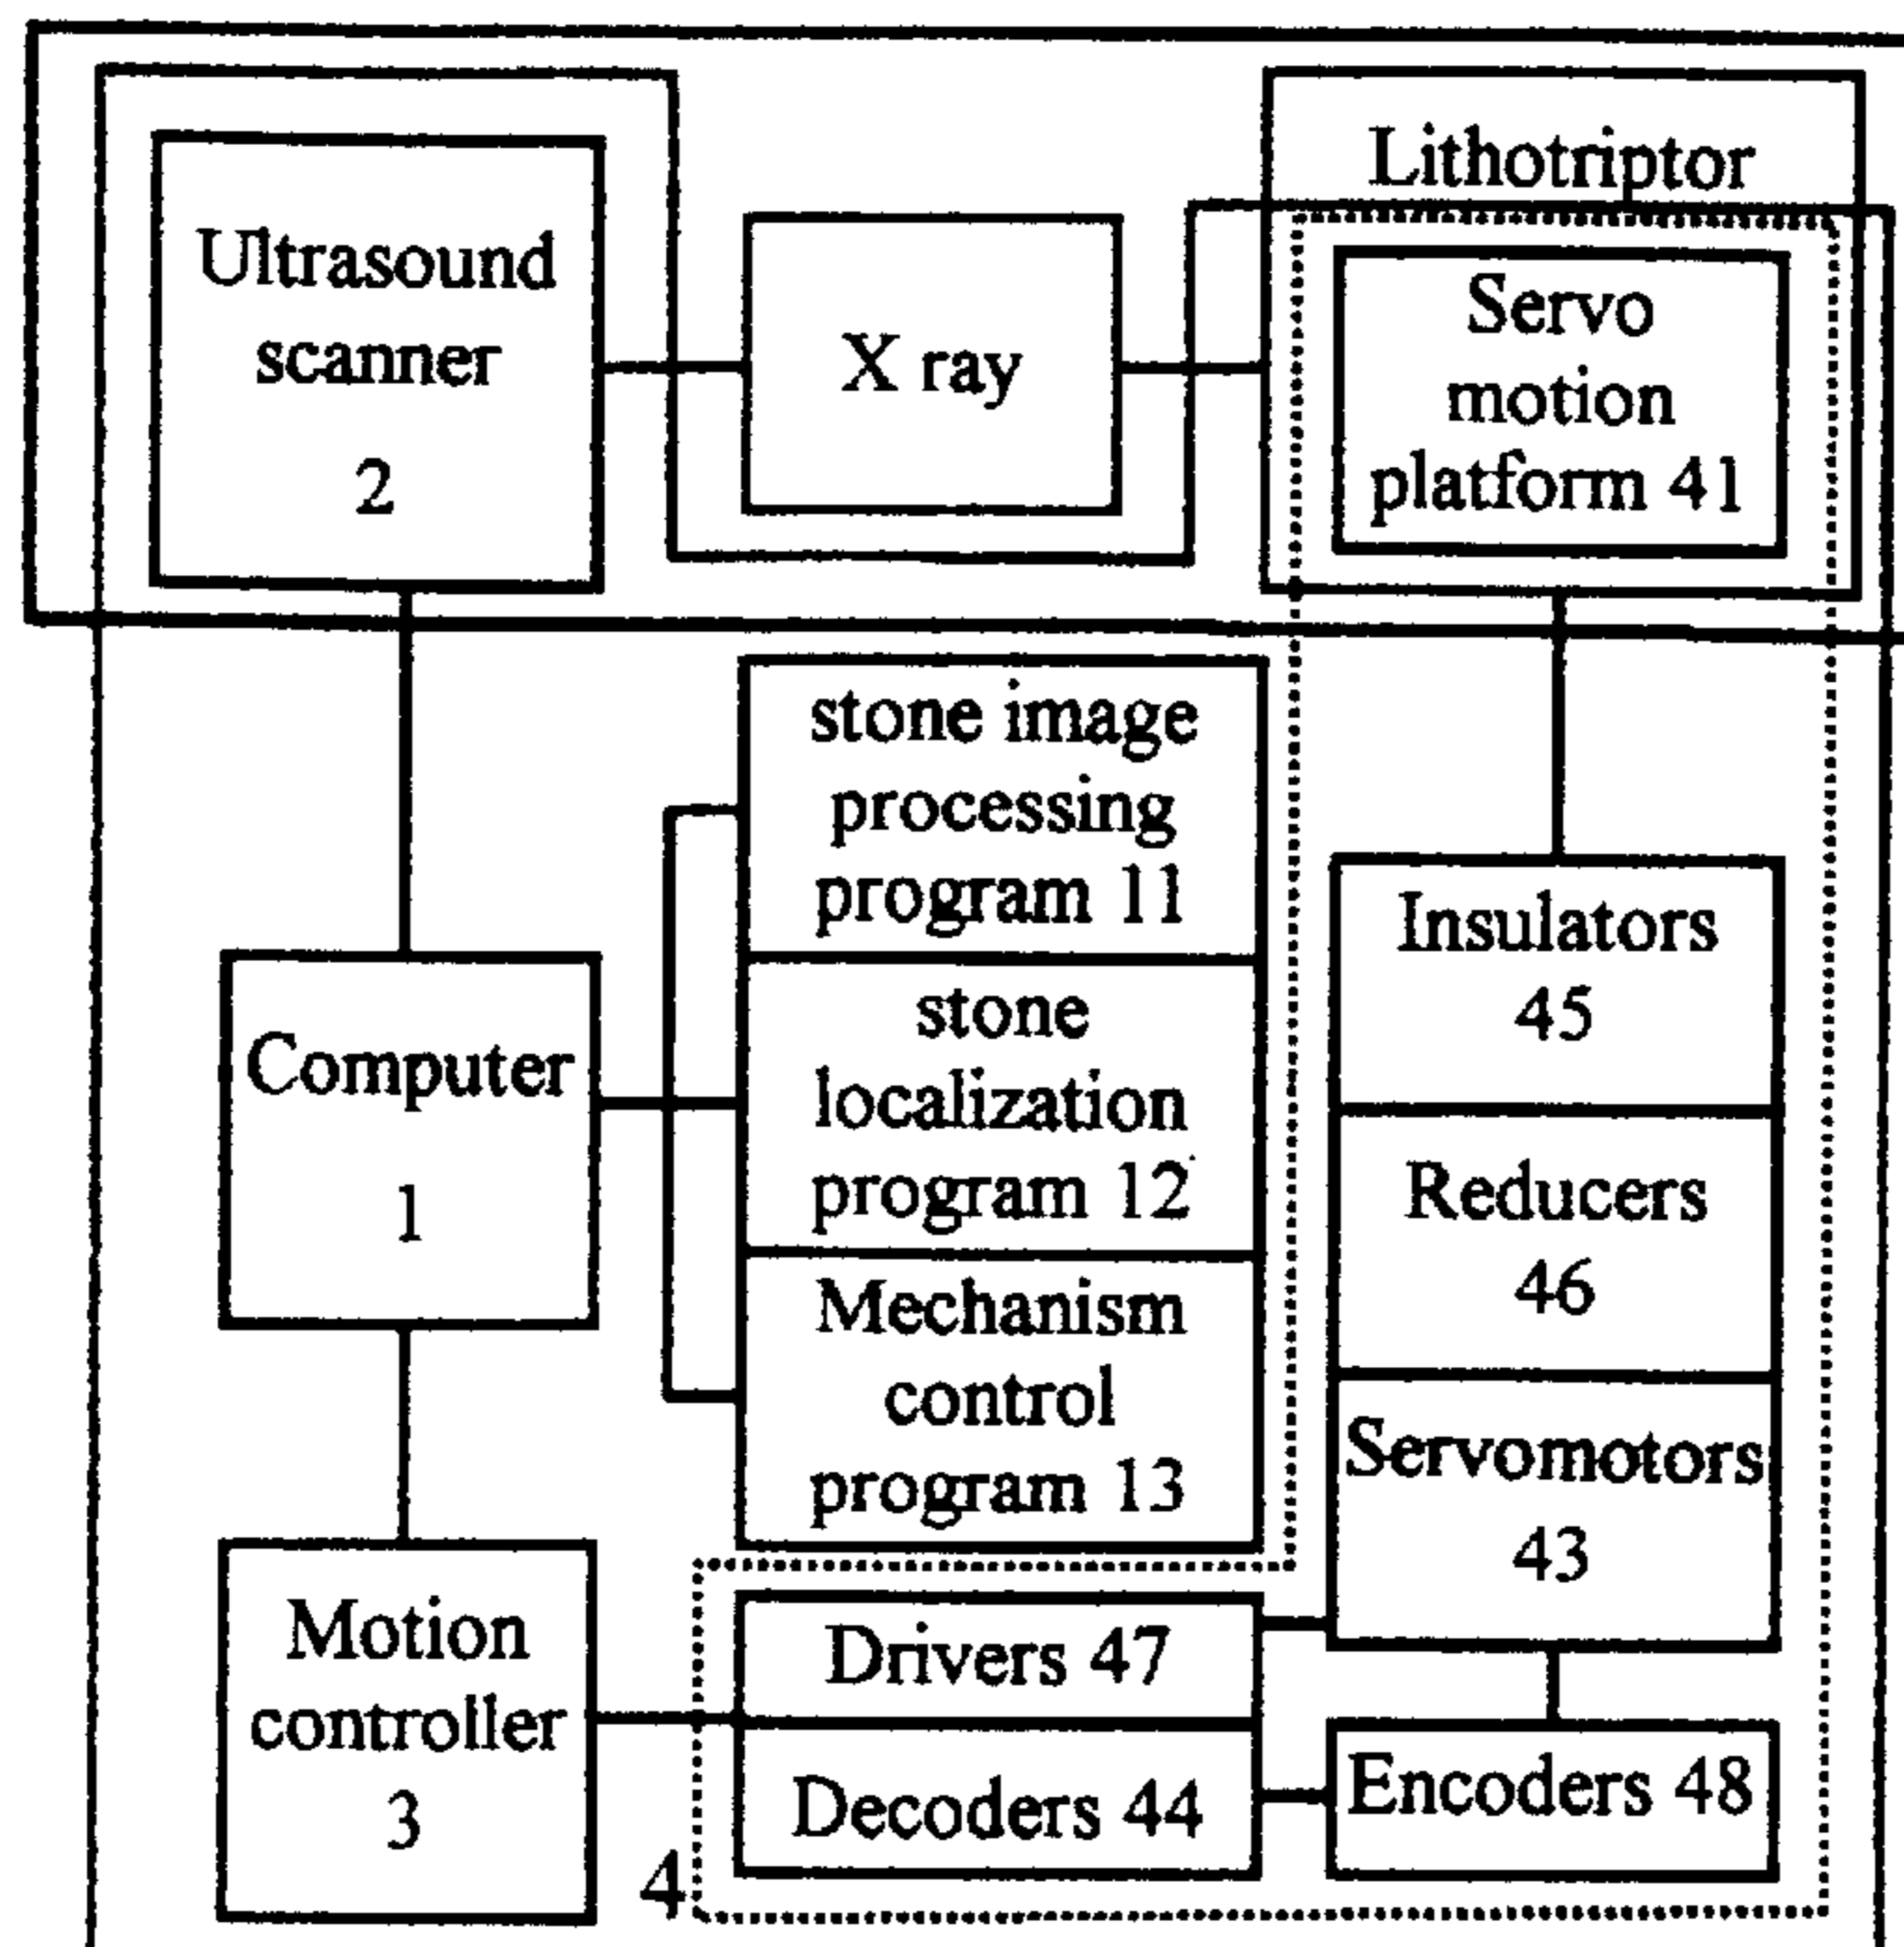 Ultrasound
scanner
2
X ray
Lithotriptor
Servo
motion
platform 41
stone image
processing
program 11
stone
localization
program 12
Mechanism
control
program 13
Computer
1
Insulators
45
Reducers
46
Servomotors
43
Motion
controller
3
Drivers 47
Decoders 44
Encoders 48
4